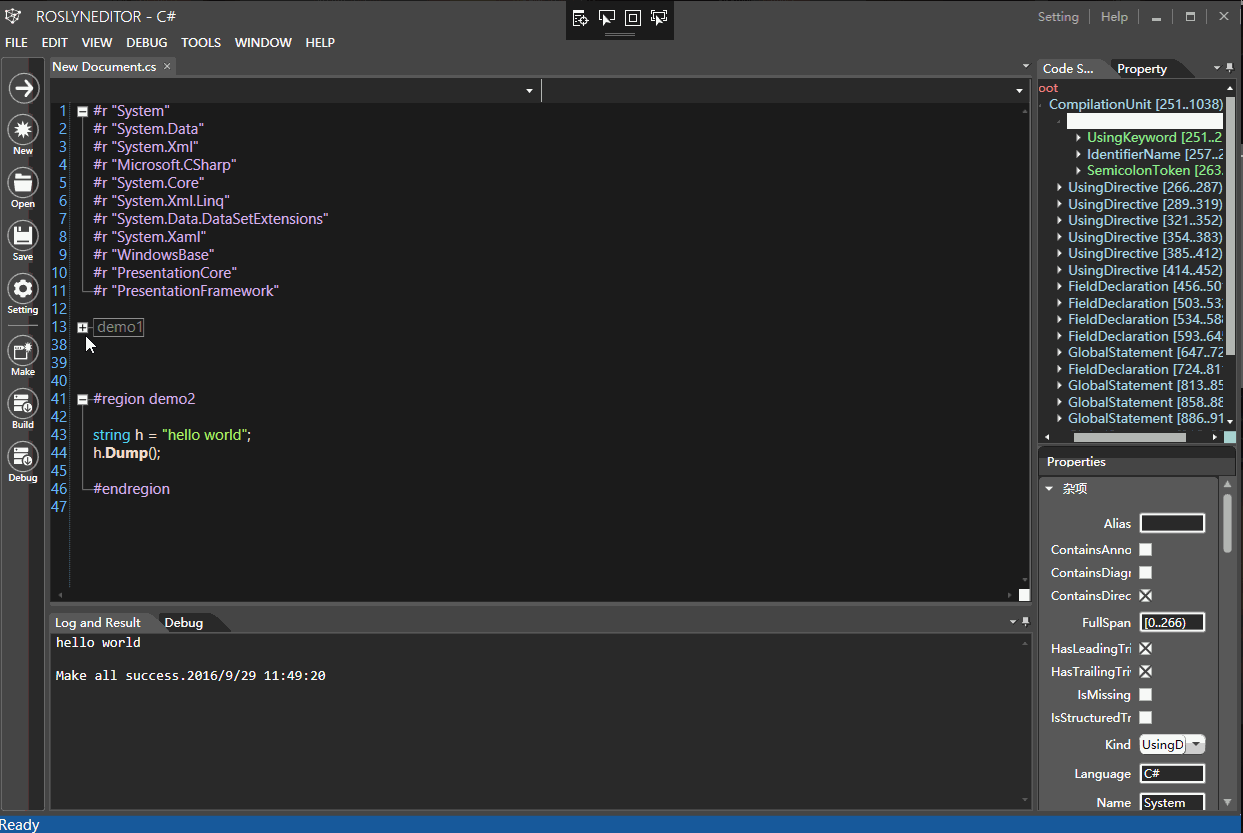 ROSLYNEDITOR - C#
Setting
Help
FILE EDIT VIEW DEBUG TOOLS WINDOW HELP
New Document.cs
New
Open
Save
Setting
Make
Build
Debug
1 #r "System"
2 #r "System.Data"
3 #r "System.Xml"
4 #r "Microsoft.CSharp"
5 #r "System.Core"
6 #r "System.Xml.Linq"
7 #r "System.Data.DataSetExtensions"
8 #r "System.Xaml"
9 #r "WindowsBase"
10 #r "PresentationCore"
11 #r "PresentationFramework"
12
13 demo1
38
39
40
41 #region demo2
42
43 string h = "hello world";
44 h.Dump();
45
46 #endregion
47
Log and Result
Debug
hello world
Make all success.2016/9/29 11:49:20
Code S...
Property
oot
CompilationUnit [251..1038)
UsingKeyword [251..2
IdentifierName [257..2
SemicolonToken [263.
UsingDirective [266..287)
UsingDirective [289..319)
UsingDirective [321..352)
UsingDirective [354..383)
UsingDirective [385..412)
UsingDirective [414..452)
FieldDeclaration [456..50
FieldDeclaration [503..53
FieldDeclaration [534..58
FieldDeclaration [593..64
GlobalStatement [647..72
FieldDeclaration [724..81
GlobalStatement [813..85
GlobalStatement [858..88
GlobalStatement [886..91
Properties
杂项
Alias
ContainsAnno
ContainsDiagr
ContainsDirec
FullSpan [0..266)
HasLeadingTri
HasTrailingTri
IsMissing
IsStructuredTr
Kind UsingD
Language C#
Name System
Ready